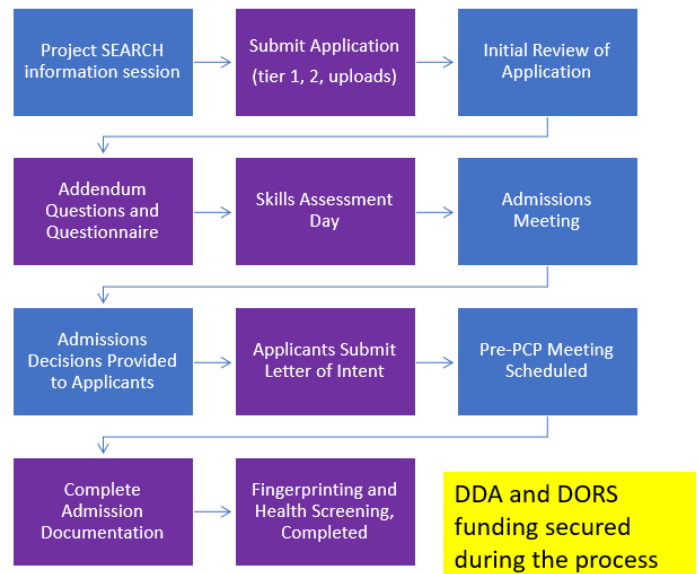 Project SEARCH
information session
Submit Application
(tier 1, 2, uploads)
Initial Review of
Application
Addendum
Questions and
Questionnaire
Skills Assessment
Day
Admissions
Meeting
Admissions
Decisions Provided
to Applicants
Applicants Submit
Letter of Intent
Pre-PCP Meeting
Scheduled
Complete
Admission
Documentation
Fingerprinting and
Health Screening,
Completed
DDA and DORS
funding secured
during the process